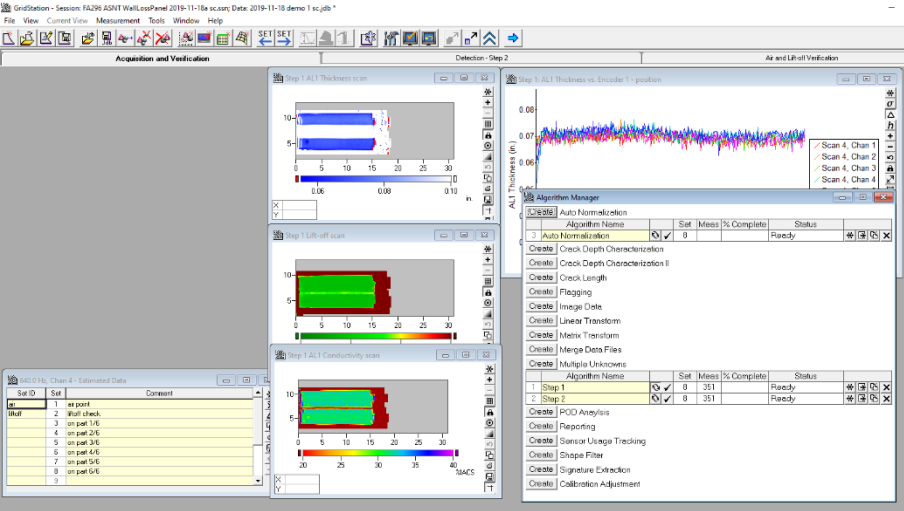 GridStation - Session: FA296 ASNT WallLossPanel 2019-11-18a sc.ssn; Data: 2019-11-18 demo 1 sc.jdb *
File View Current View Measurement Tools Window Help
SET SET
Acquisition and Verification
Detection - Step 2
Air and Lift-off Verification
Step 1 AL1 Thickness scan
10-
5-
0 5 10 15 20 25 30
0.06 0.08 0.10
in.
X
Y
Step 1 AL1 Thickness vs. Encoder 1 - position
AL1 Thickness (in.)
0.08
0.07
0.06
Scan 4, Chan 1
Scan 4, Chan 2
Scan 4, Chan 3
Scan 4, Chan 4
Step 1 Lift-off scan
10-
5-
0 5 10 15 20 25 30
Step 1 AL1 Conductivity scan
10-
5-
0 5 10 15 20 25 30
20 25 30 35 40
%IACS
X
Y
640.0 Hz, Chan 4 - Estimated Data
Set ID Set Comment
air 1 air point
liftoff 2 liftoff check
3 on part 1/6
4 on part 2/6
5 on part 3/6
6 on part 4/6
7 on part 5/6
8 on part 6/6
9
Algorithm Manager
Create Auto Normalization
Algorithm Name Set Meas % Complete Status
3 Auto Normalization 8 Ready
Create Crack Depth Characterization
Create Crack Depth Characterization II
Create Crack Length
Create Flagging
Create Image Data
Create Linear Transform
Create Matrix Transform
Create Merge Data Files
Create Multiple Unknowns
Algorithm Name Set Meas % Complete Status
1 Step 1 8 351 Ready
2 Step 2 8 351 Ready
Create POD Anaylsis
Create Reporting
Create Sensor Usage Tracking
Create Shape Filter
Create Signature Extraction
Create Calibration Adjustment